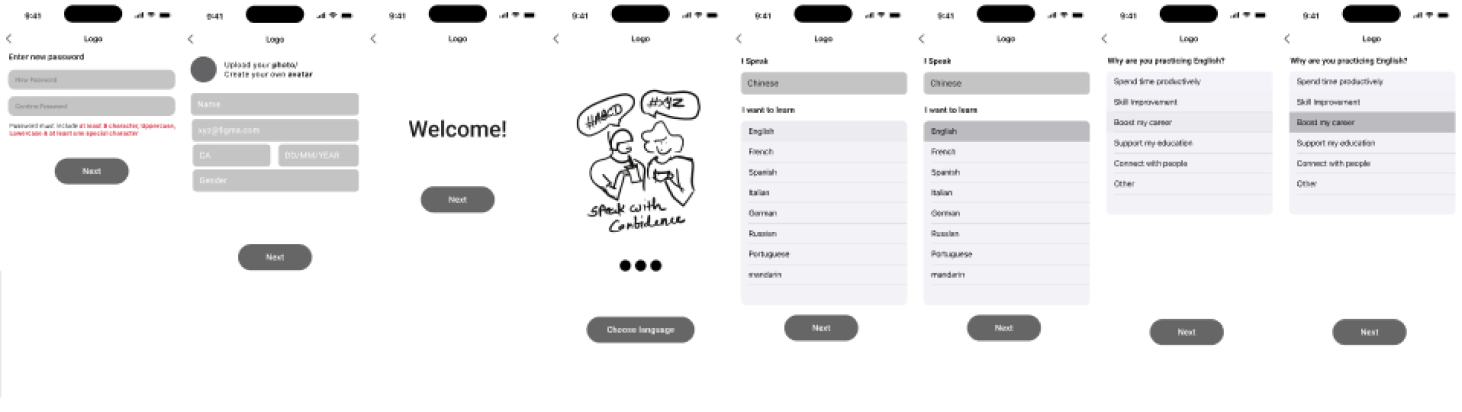 9:41
Logo
Enter new password
New Password
Confirm Password
Password must include at least 8 character, Uppercase,
Lowercase & at least one special character
Next
9:41
Logo
Upload your photo/
Create your own avatar
Name
xyz@figma.com
CA
DD/MM/YEAR
Gender
Next
9:41
Logo
Welcome!
Next
9:41
Logo
#ABCD
#xyz
Speak with
Confidence
Choose language
9:41
Logo
I Speak
Chinese
I want to learn
English
French
Spanish
Italian
German
Russian
Portuguese
mandarin
Next
9:41
Logo
I Speak
Chinese
I want to learn
English
French
Spanish
Italian
German
Russian
Portuguese
mandarin
Next
9:41
Logo
Why are you practicing English?
Spend time productively
Skill Improvement
Boost my career
Support my education
Connect with people
Other
Next
9:41
Logo
Why are you practicing English?
Spend time productively
Skill Improvement
Boost my career
Support my education
Connect with people
Other
Next